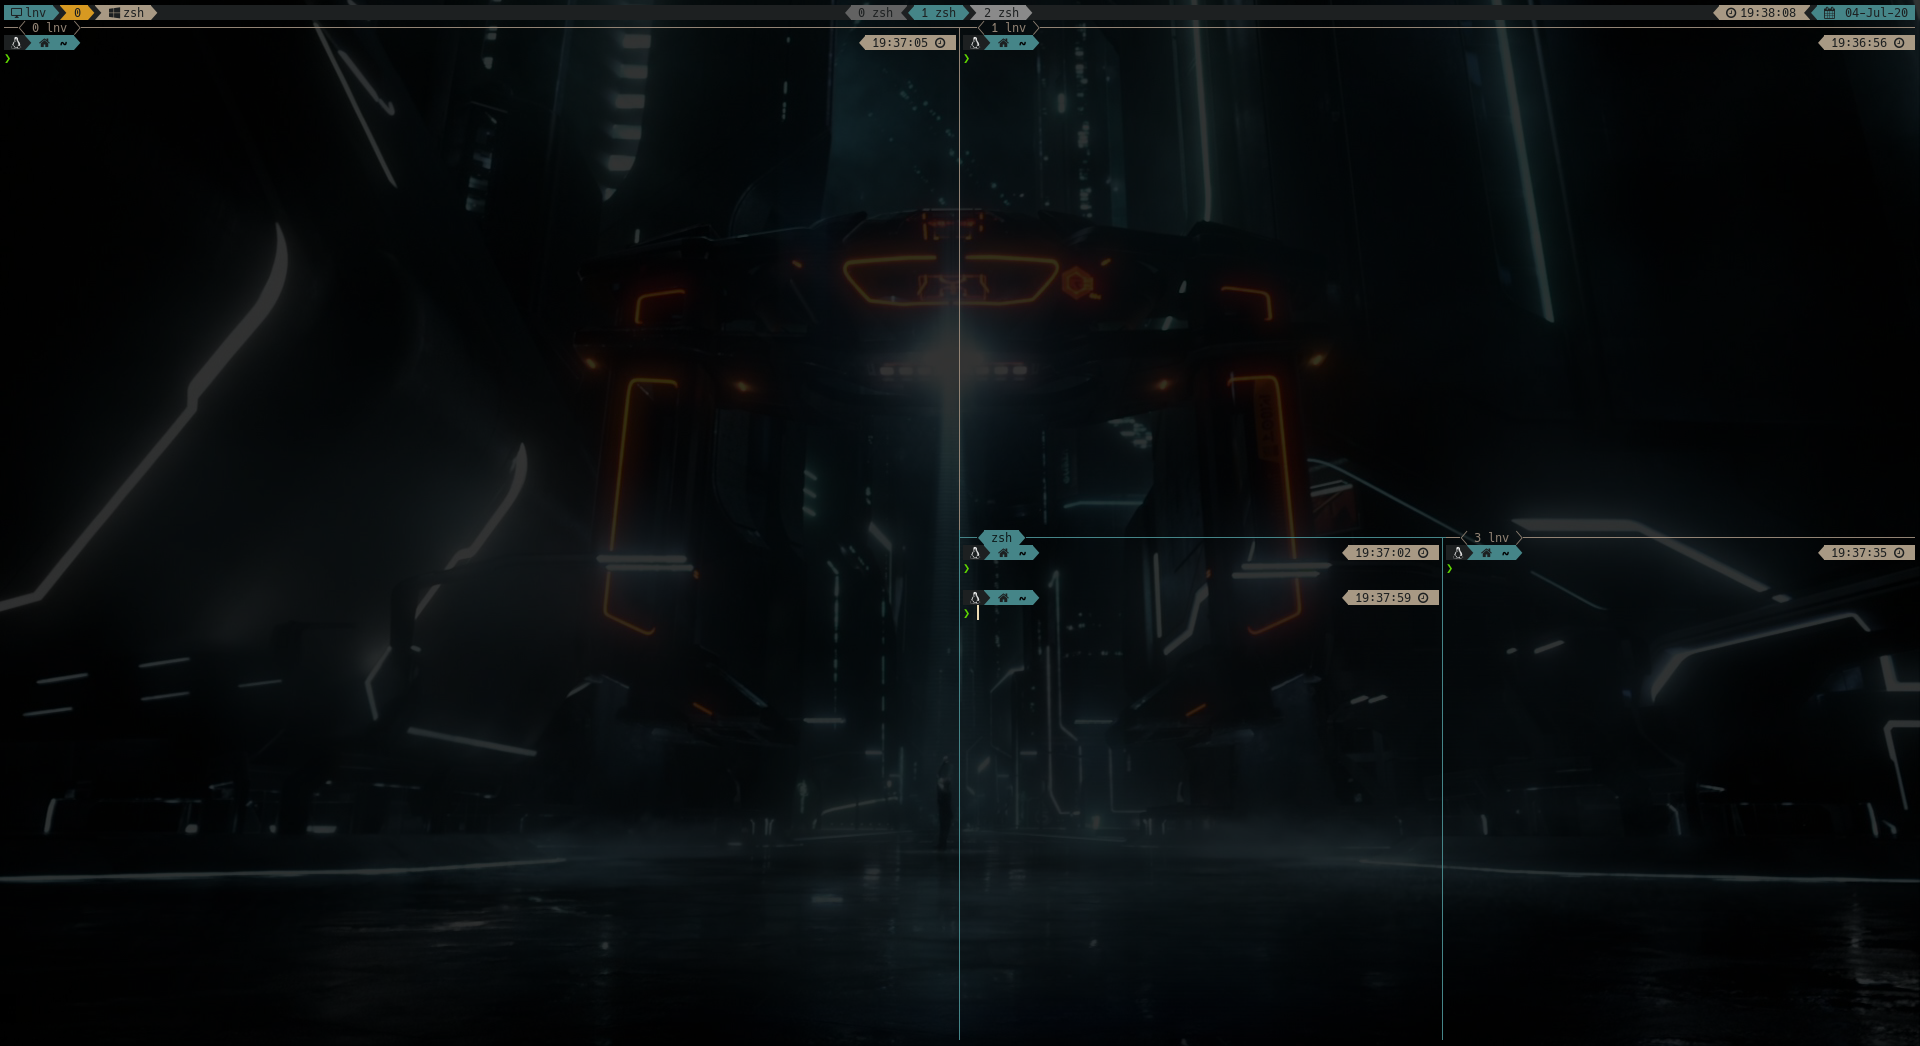 lnv 0 zsh 0 zsh 1 zsh 2 zsh 19:38:08 04-Jul-20
0 lnv 1 lnv
~ 19:37:05 ~ 19:36:56
❯ ❯
zsh 3 lnv
~ 19:37:02 ~ 19:37:35
❯ ❯
~ 19:37:59
❯